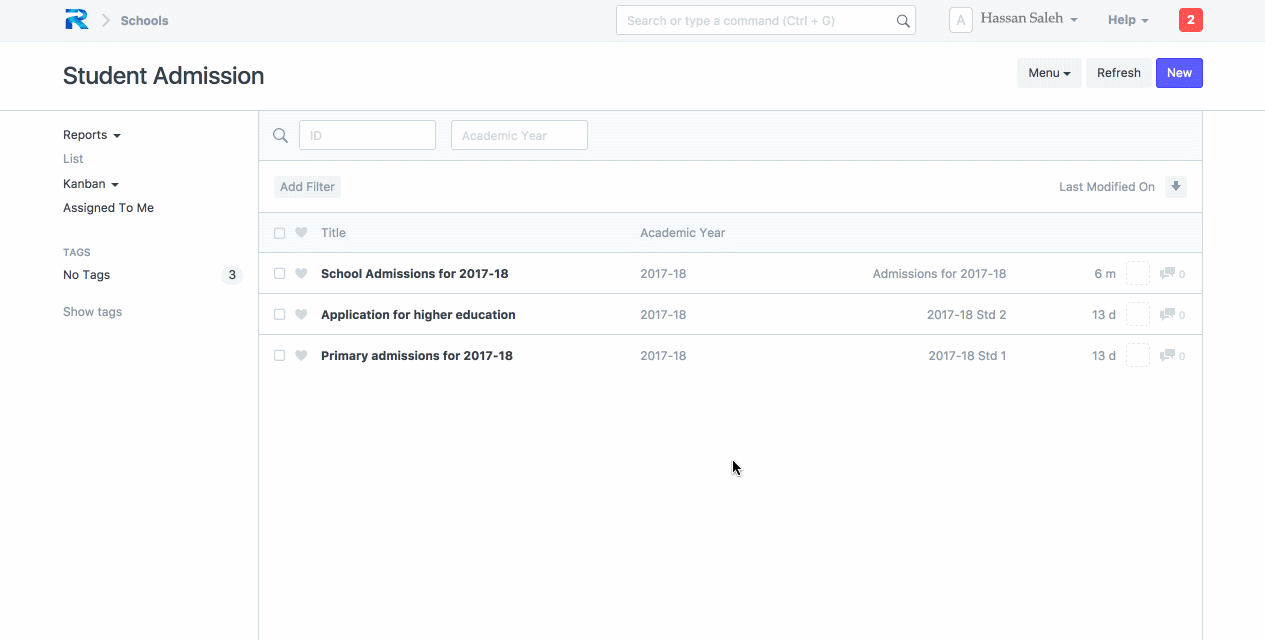 Schools Search or type a command (Ctrl + G) A Hassan Saleh Help 2
Student Admission Menu Refresh New
Reports ID Academic Year
List
Kanban Add Filter Last Modified On
Assigned To Me
Title Academic Year
TAGS
No Tags 3 School Admissions for 2017-18 2017-18 Admissions for 2017-18 6 m 0
Show tags Application for higher education 2017-18 2017-18 Std 2 13 d 0
Primary admissions for 2017-18 2017-18 2017-18 Std 1 13 d 0